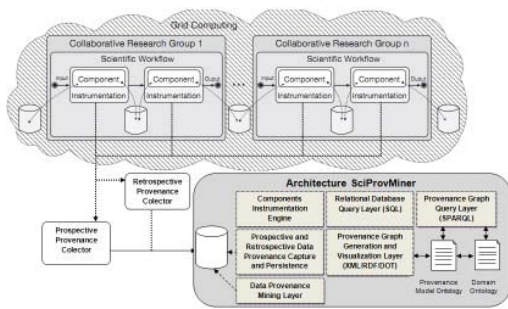 Grid Computing
Collaborative Research Group 1
Collaborative Research Group n
Scientific Workflow
Scientific Workflow
Input
Component
Component
Ouput
...
Input
Component
Component
Ouput
Instrumentation
Instrumentation
Instrumentation
Instrumentation
Retrospective
Provenance
Colector
Prospective
Provenance
Colector
Architecture SciProvMiner
Components
Instrumentation
Engine
Relational Database
Query Layer (SQL)
Provenance Graph
Query Layer
(SPARQL)
Prospective and
Retrospective Data
Provenance Capture
and Persistence
Provenance Graph
Generation and
Visualization Layer
(XML/RDF/DOT)
Data Provenance
Mining Layer
Provenance
Model Ontology
Domain
Ontology